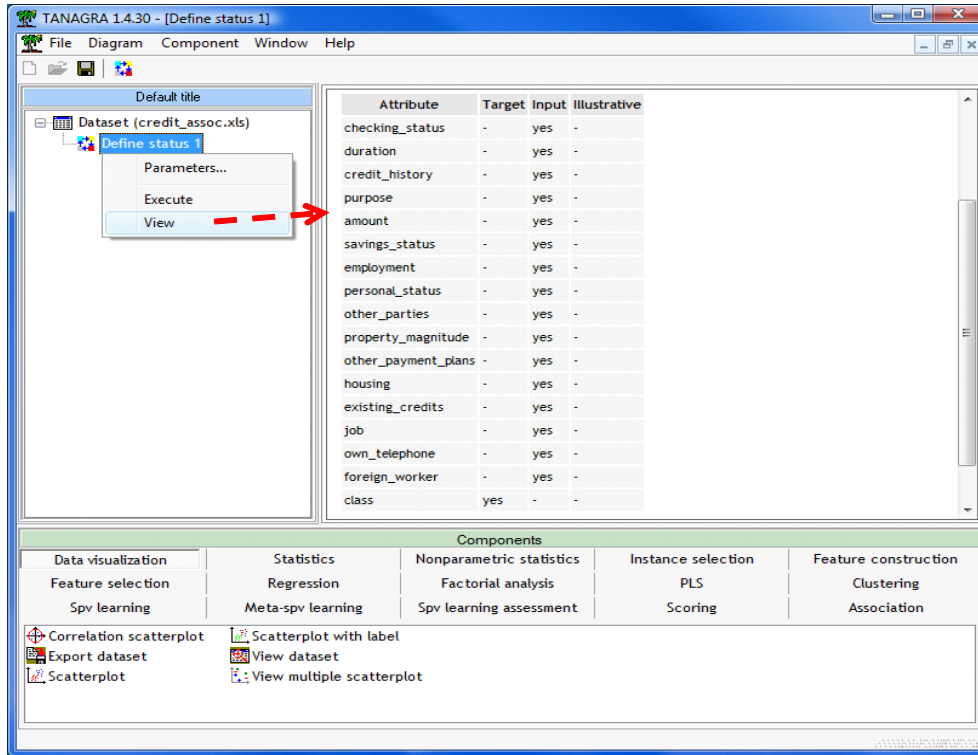 TANAGRA 1.4.30 - [Define status 1]
File Diagram Component Window Help
Default title
Dataset (credit_assoc.xls)
Define status 1
Parameters...
Execute
View
Attribute Target Input Illustrative
checking_status - yes -
duration - yes -
credit_history - yes -
purpose - yes -
amount - yes -
savings_status - yes -
employment - yes -
personal_status - yes -
other_parties - yes -
property_magnitude - yes -
other_payment_plans - yes -
housing - yes -
existing_credits - yes -
job - yes -
own_telephone - yes -
foreign_worker - yes -
class yes - -
Components
Data visualization Statistics Nonparametric statistics Instance selection Feature construction
Feature selection Regression Factorial analysis PLS Clustering
Spv learning Meta-spv learning Spv learning assessment Scoring Association
Correlation scatterplot Scatterplot with label
Export dataset View dataset
Scatterplot View multiple scatterplot